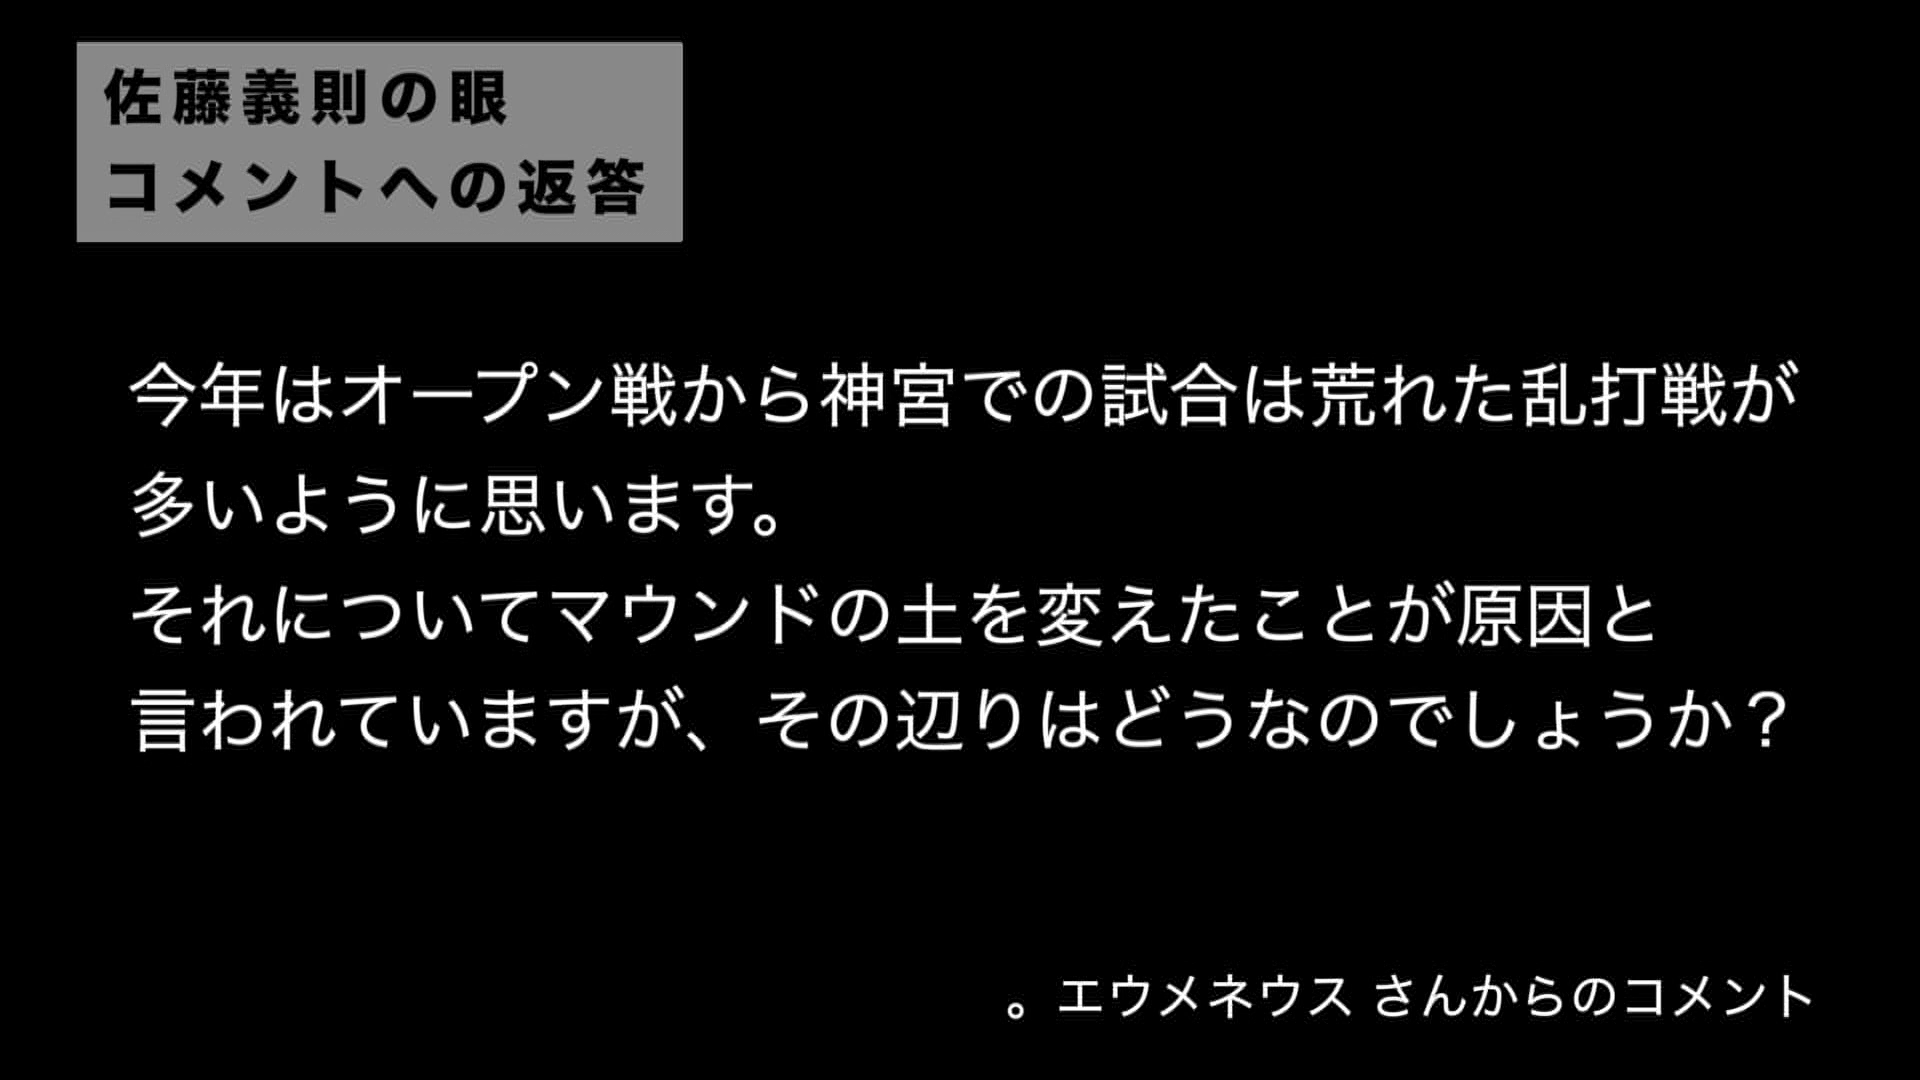 佐藤義則の眼
コメントへの返答
今年はオープン戦から神宮での試合は荒れた乱打戦が
多いように思います。
それについてマウンドの土を変えたことが原因と
言われていますが、その辺りはどうなのでしょうか？
。エウメネウス さんからのコメント